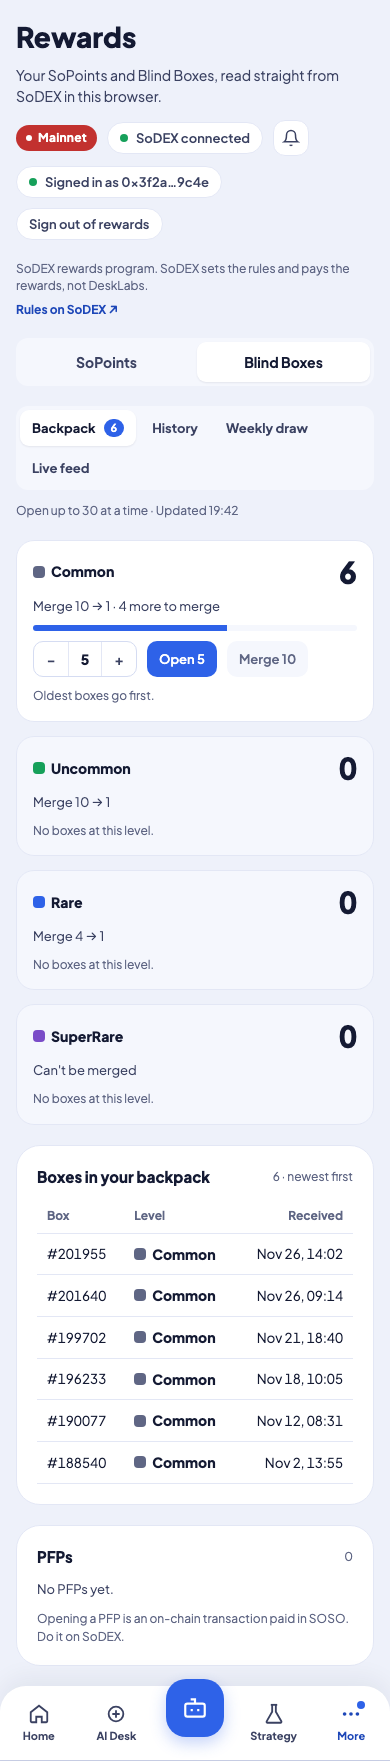 Rewards
Your SoPoints and Blind Boxes, read straight from
SoDEX in this browser.
Mainnet
SoDEX connected
Signed in as 0×3f2a…9c4e
Sign out of rewards
SoDEX rewards program. SoDEX sets the rules and pays the
rewards, not DeskLabs.
Rules on SoDEX ↗
SoPoints
Blind Boxes
Backpack 6
History
Weekly draw
Live feed
Open up to 30 at a time · Updated 19:42
Common 6
Merge 10 → 1 · 4 more to merge
− 5 + Open 5 Merge 10
Oldest boxes go first.
Uncommon 0
Merge 10 → 1
No boxes at this level.
Rare 0
Merge 4 → 1
No boxes at this level.
SuperRare 0
Can't be merged
No boxes at this level.
Boxes in your backpack 6 · newest first
Box Level Received
#201955 Common Nov 26, 14:02
#201640 Common Nov 26, 09:14
#199702 Common Nov 21, 18:40
#196233 Common Nov 18, 10:05
#190077 Common Nov 12, 08:31
#188540 Common Nov 2, 13:55
PFPs 0
No PFPs yet.
Opening a PFP is an on-chain transaction paid in SOSO.
Do it on SoDEX.
Home AI Desk Strategy More